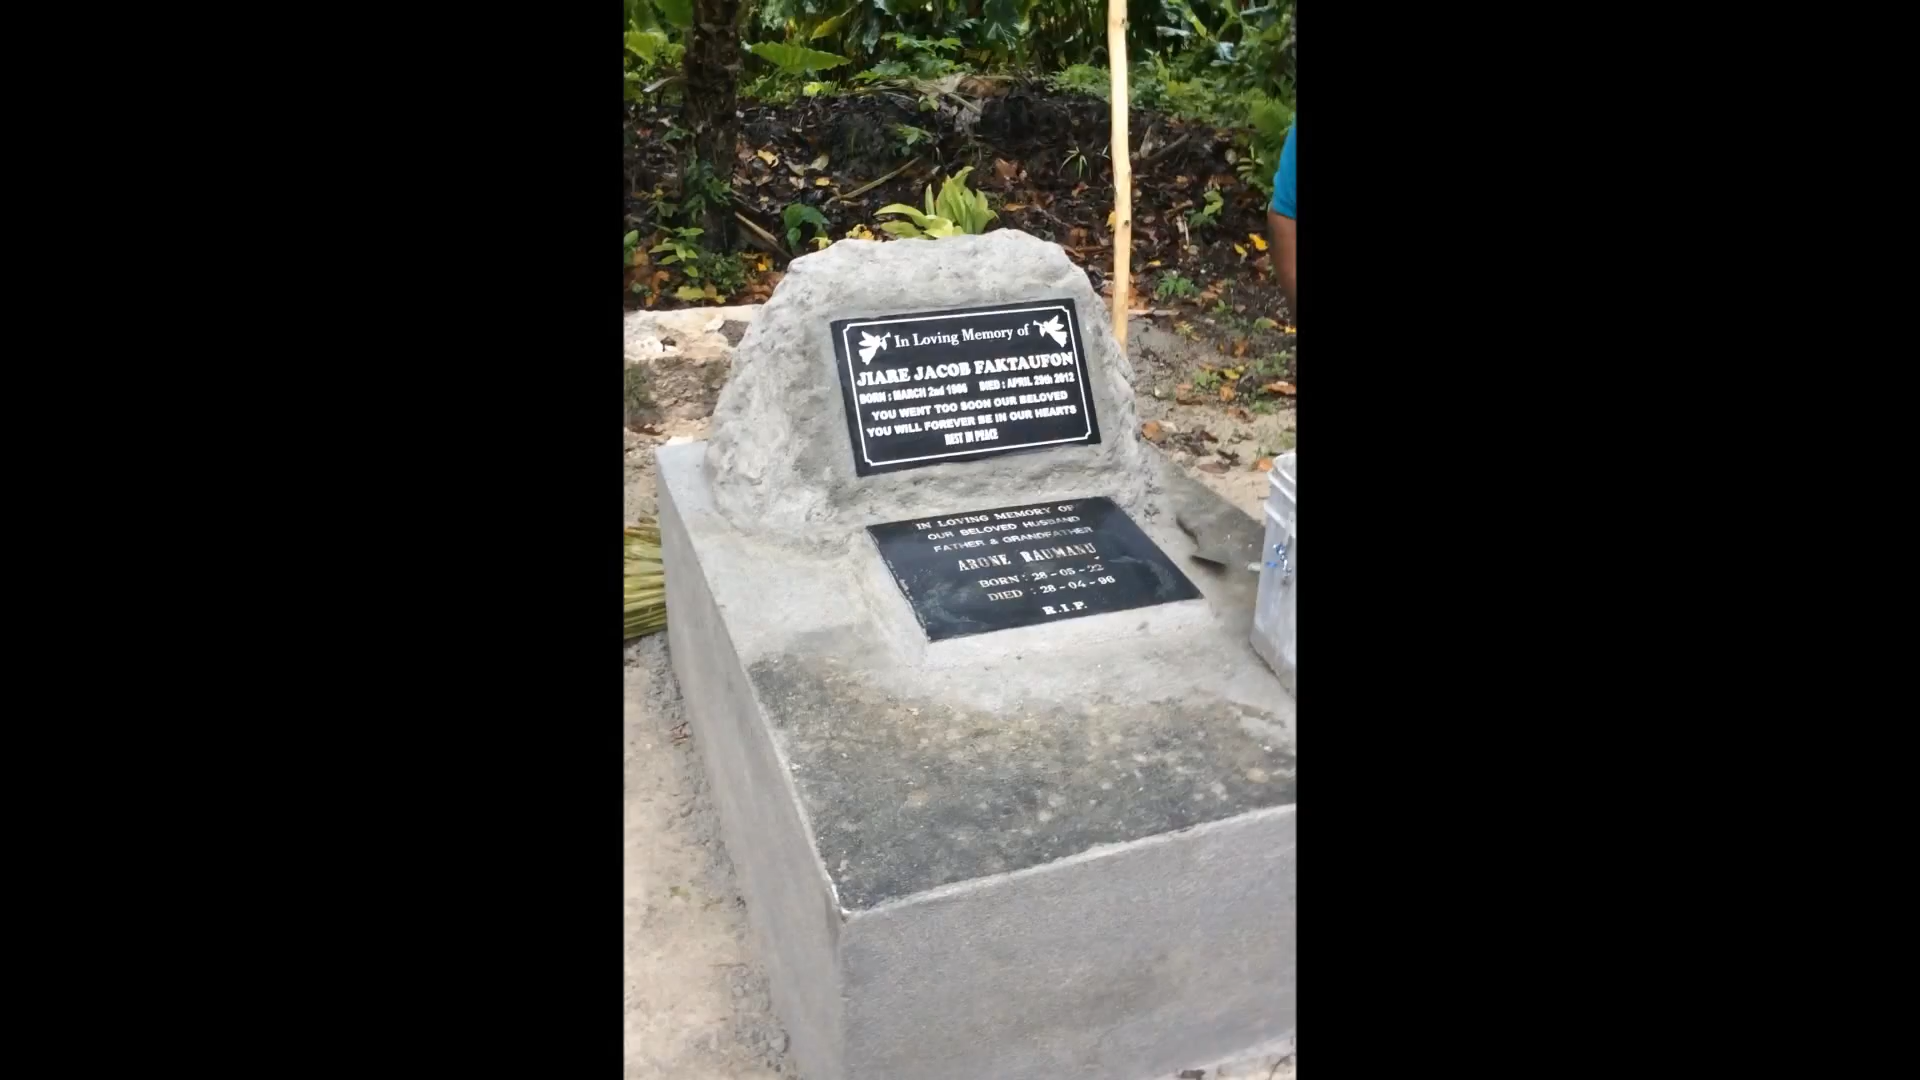 In Loving Memory of
JIARE JACOB FAKTAUFON
BORN : MARCH 2nd 1966 DIED : APRIL 29th 2012
YOU WENT TOO SOON OUR BELOVED
YOU WILL FOREVER BE IN OUR HEARTS
REST IN PEACE
IN LOVING MEMORY OF
OUR BELOVED HUSBAND
FATHER & GRANDFATHER
ARONE RAUMANU
BORN : 28 - 05 - 22
DIED : 28 - 04 - 96
R.I.P.